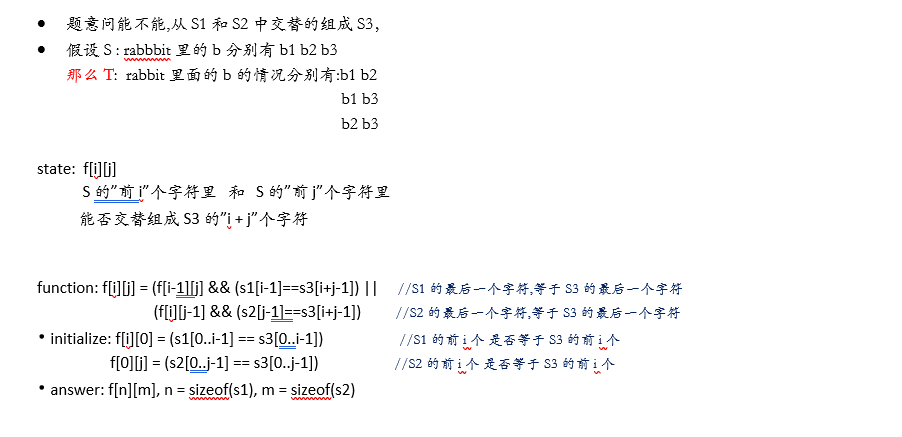 • 题意问能不能,从 S1 和 S2 中交替的组成 S3,
• 假设 S : rabbbit 里的 b 分别有 b1 b2 b3
那么 T: rabbit 里面的 b 的情况分别有:b1 b2
b1 b3
b2 b3
state: f[i][j]
S 的”前 i”个字符里 和 S 的”前 j”个字符里
能否交替组成 S3 的”i + j”个字符
function: f[i][j] = (f[i-1][j] && (s1[i-1]==s3[i+j-1]) || //S1 的最后一个字符,等于 S3 的最后一个字符
(f[i][j-1] && (s2[j-1]==s3[i+j-1]) //S2 的最后一个字符,等于 S3 的最后一个字符
• initialize: f[i][0] = (s1[0..i-1] == s3[0..i-1]) //S1 的前 i 个 是否等于 S3 的前 i 个
f[0][j] = (s2[0..j-1] == s3[0..j-1]) //S2 的前 i 个 是否等于 S3 的前 i 个
• answer: f[n][m], n = sizeof(s1), m = sizeof(s2)